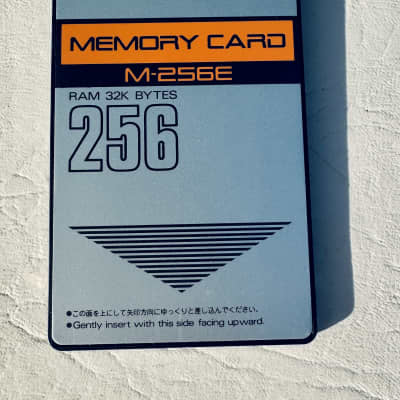 MEMORY CARD
M-256E
RAM 32K BYTES
256
●この面を上にして矢印方向にゆっくりと差し込んでください。
●Gently insert with this side facing upward.